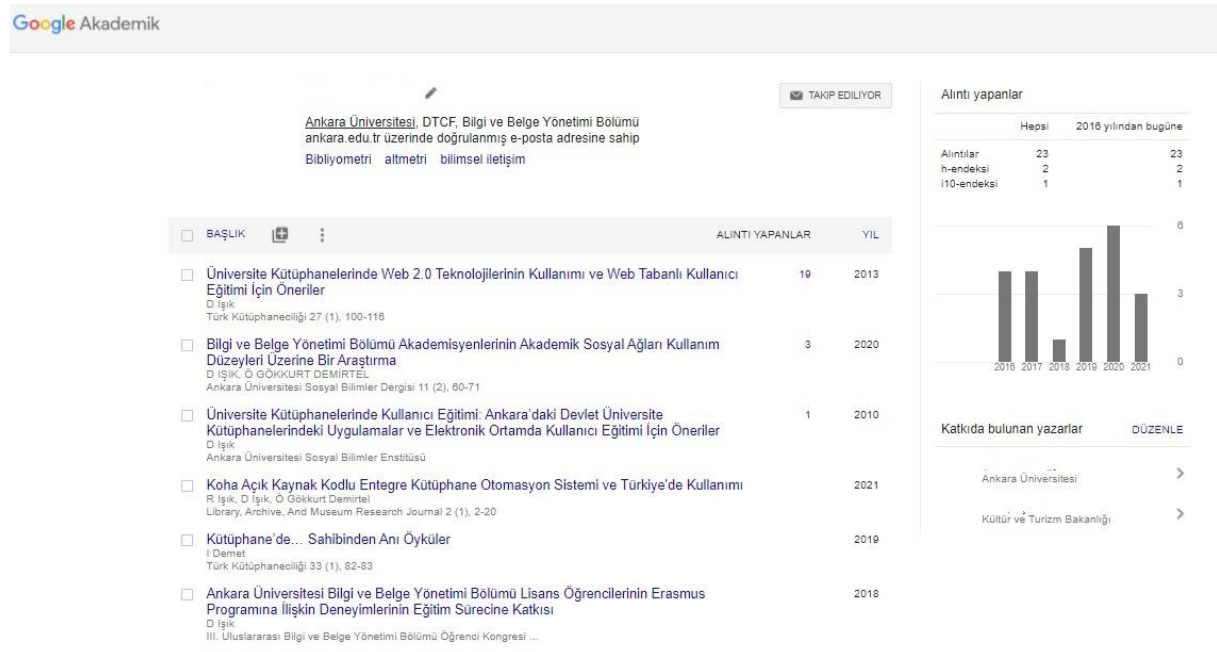 Google Akademik
TAKIP EDILIYOR
Ankara Üniversitesi, DTCF, Bilgi ve Belge Yönetimi Bölümü
ankara.edu.tr üzerinde doğrulanmış e-posta adresine sahip
Bibliyometri altmetri bilimsel iletişim
BAŞLIK ALINTI YAPANLAR YIL
Üniversite Kütüphanelerinde Web 2.0 Teknolojilerinin Kullanımı ve Web Tabanlı Kullanıcı 19 2013
Eğitimi İçin Öneriler
D Işık
Türk Kütüphaneciliği 27 (1), 100-116
Bilgi ve Belge Yönetimi Bölümü Akademisyenlerinin Akademik Sosyal Ağları Kullanım 3 2020
Düzeyleri Üzerine Bir Araştırma
D IŞIK, Ö GÖKKURT DEMİRTEL
Ankara Üniversitesi Sosyal Bilimler Dergisi 11 (2), 60-71
Üniversite Kütüphanelerinde Kullanıcı Eğitimi: Ankara'daki Devlet Üniversite 1 2010
Kütüphanelerindeki Uygulamalar ve Elektronik Ortamda Kullanıcı Eğitimi İçin Öneriler
D Işık
Ankara Üniversitesi Sosyal Bilimler Enstitüsü
Koha Açık Kaynak Kodlu Entegre Kütüphane Otomasyon Sistemi ve Türkiye'de Kullanımı 2021
R Işık, D Işık, Ö Gökkurt Demirtel
Library, Archive, And Museum Research Journal 2 (1), 2-20
Kütüphane'de… Sahibinden Anı Öyküler 2019
I Demet
Türk Kütüphaneciliği 33 (1), 82-83
Ankara Üniversitesi Bilgi ve Belge Yönetimi Bölümü Lisans Öğrencilerinin Erasmus 2018
Programına İlişkin Deneyimlerinin Eğitim Sürecine Katkısı
D Işık
III. Uluslararası Bilgi ve Belge Yönetimi Bölümü Öğrenci Kongresi ...
Alıntı yapanlar
Hepsi 2016 yılından bugüne
Alıntılar 23 23
h-endeksi 2 2
i10-endeksi 1 1
6
3
0
2016 2017 2018 2019 2020 2021
Katkıda bulunan yazarlar DÜZENLE
Ankara Üniversitesi
Kültür ve Turizm Bakanlığı